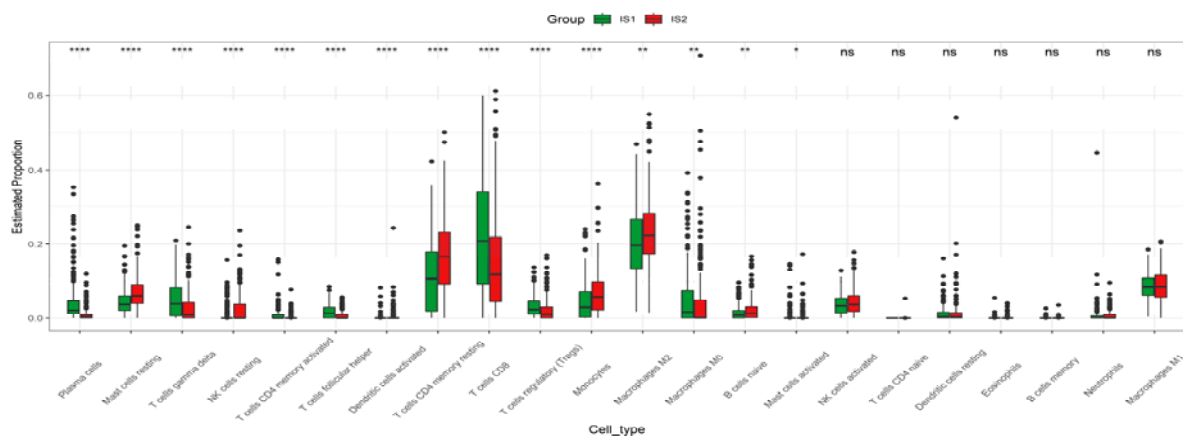 Group IS1 IS2
**** **** **** **** **** **** **** **** **** **** **** ** ** ** * ns ns ns ns ns ns ns
Estimated Proportion
0.6
0.4
0.2
0.0
Plasma cells
Mast cells resting
T cells gamma delta
NK cells resting
T cells CD4 memory activated
T cells follicular helper
Dendritic cells activated
T cells CD4 memory resting
T cells CD8
T cells regulatory (Tregs)
Monocytes
Macrophages M2
Macrophages M0
B cells naive
Mast cells activated
NK cells activated
T cells CD4 naive
Dendritic cells resting
Eosinophils
B cells memory
Neutrophils
Macrophages M1
Cell_type